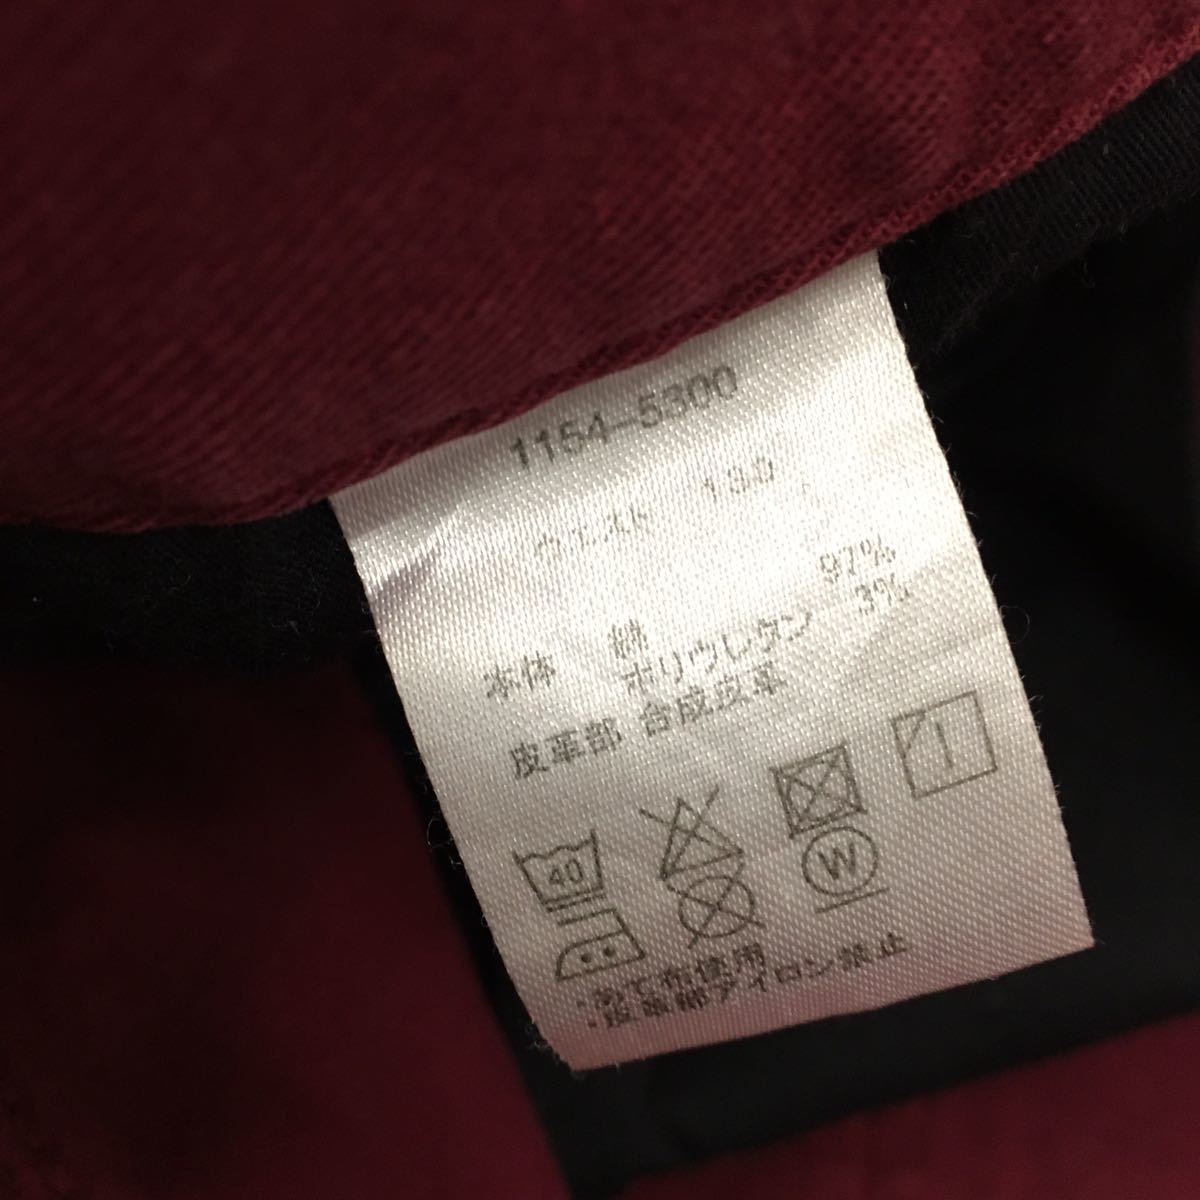 1154-5300
ウエスト 130
本体 綿 97%
ポリウレタン 3%
皮革部 合成皮革
40
W
・あて布使用
・皮革部アイロン禁止